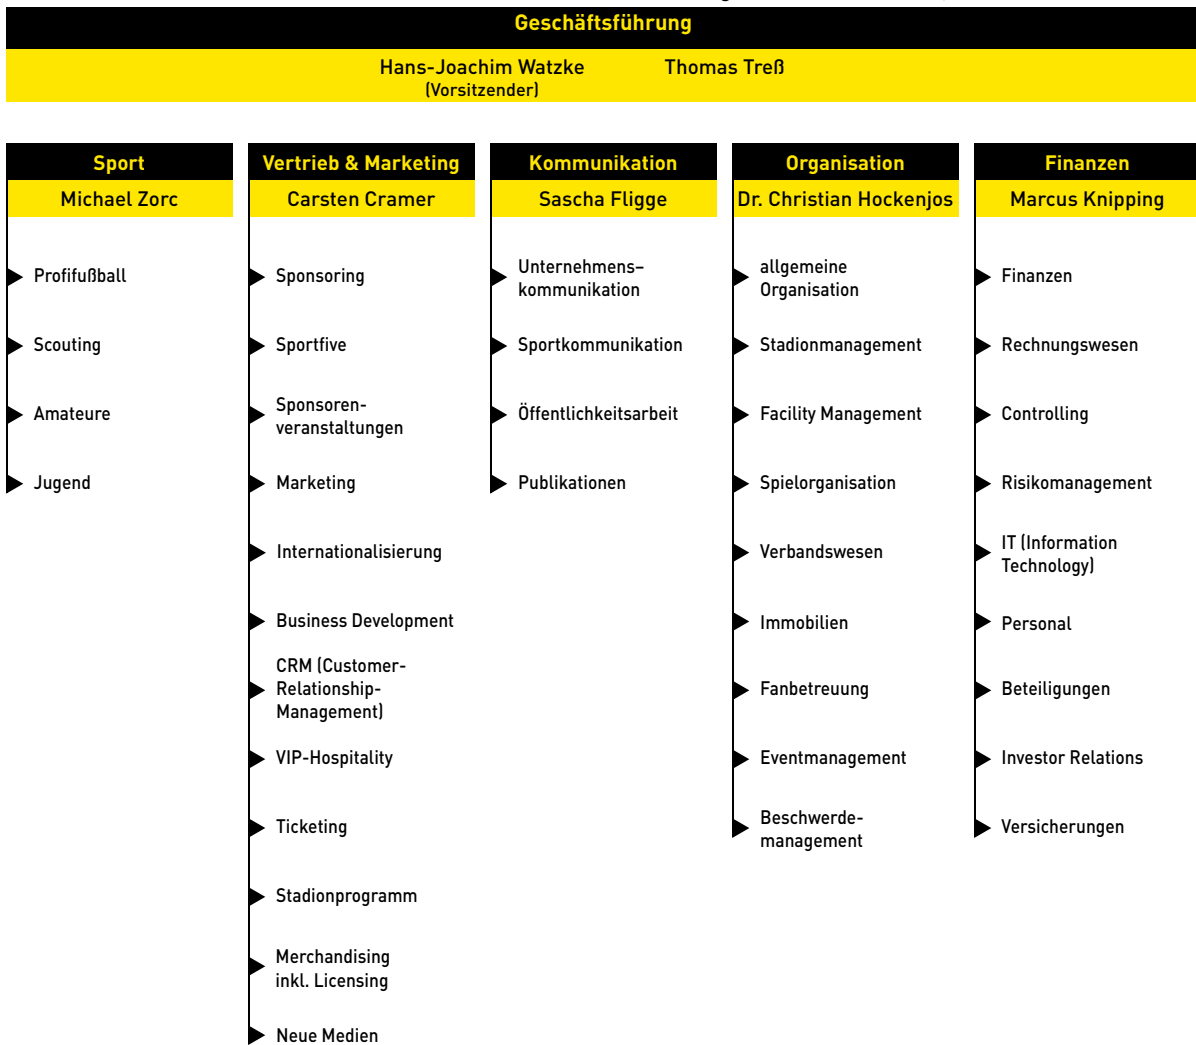 Geschäftsführung
Hans-Joachim Watzke
(Vorsitzender)
Thomas Treß
Sport
Michael Zorc
Profifußball
Scouting
Amateure
Jugend
Vertrieb & Marketing
Carsten Cramer
Sponsoring
Sportfive
Sponsoren-
veranstaltungen
Marketing
Internationalisierung
Business Development
CRM (Customer-
Relationship-
Management)
VIP-Hospitality
Ticketing
Stadionprogramm
Merchandising
inkl. Licensing
Neue Medien
Kommunikation
Sascha Fligge
Unternehmens–
kommunikation
Sportkommunikation
Öffentlichkeitsarbeit
Publikationen
Organisation
Dr. Christian Hockenjos
allgemeine
Organisation
Stadionmanagement
Facility Management
Spielorganisation
Verbandswesen
Immobilien
Fanbetreuung
Eventmanagement
Beschwerde-
management
Finanzen
Marcus Knipping
Finanzen
Rechnungswesen
Controlling
Risikomanagement
IT (Information
Technology)
Personal
Beteiligungen
Investor Relations
Versicherungen